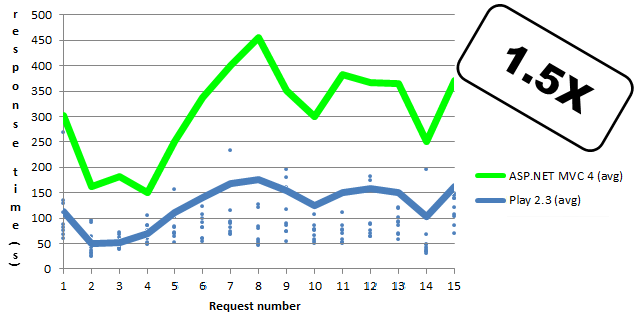 response time (s)
500
450
400
350
300
250
200
150
100
50
0
1 2 3 4 5 6 7 8 9 10 11 12 13 14 15
Request number
1.5X
ASP.NET MVC 4 (avg)
Play 2.3 (avg)